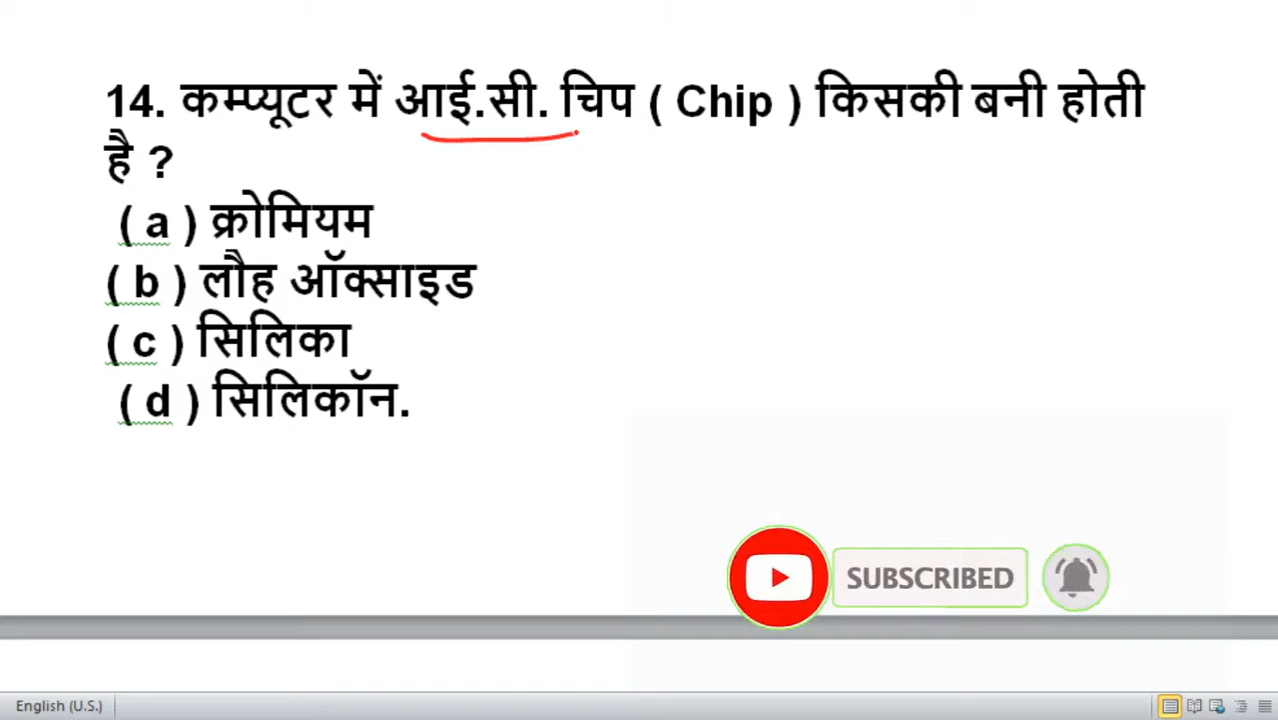 14. कम्प्यूटर में आई.सी. चिप ( Chip ) किसकी बनी होती
है ?
( a ) क्रोमियम
( b ) लौह ऑक्साइड
( c ) सिलिका
( d ) सिलिकॉन.
SUBSCRIBED
English (U.S.)